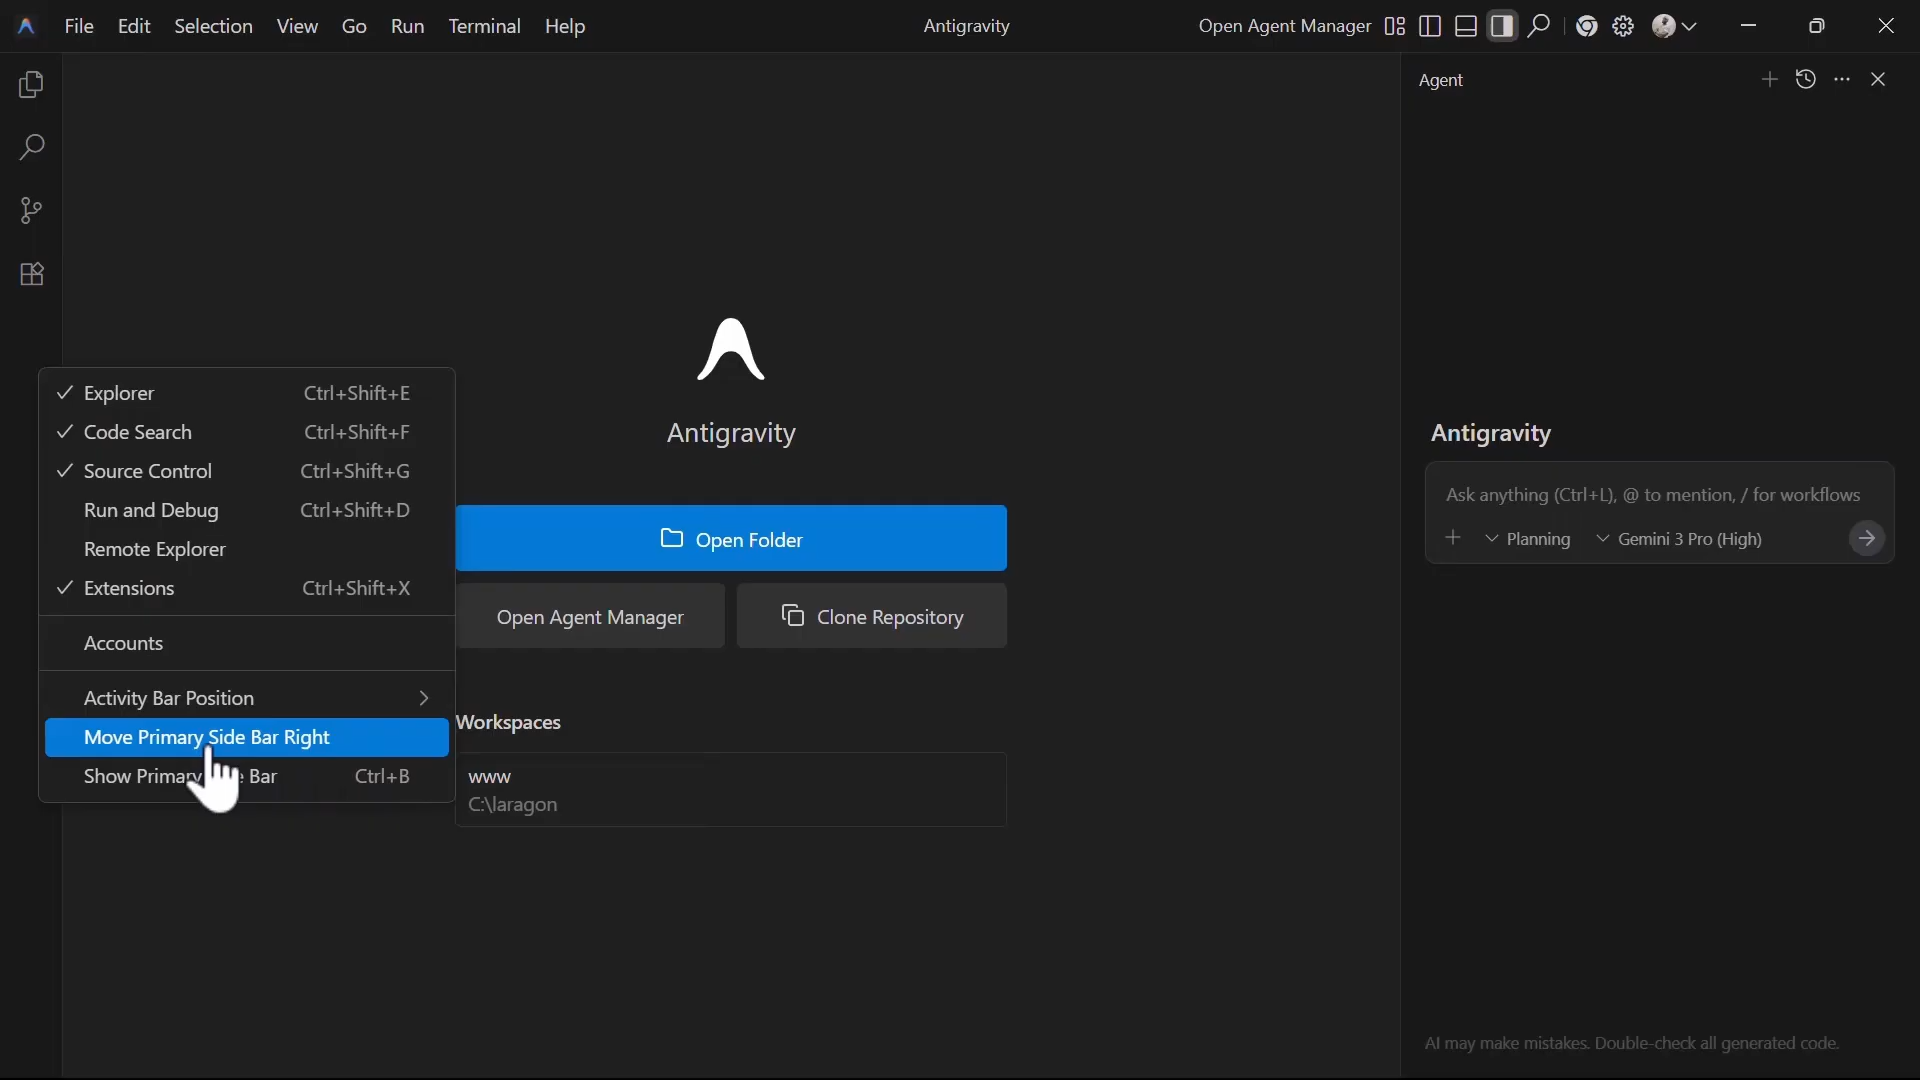 File Edit Selection View Go Run Terminal Help Antigravity Open Agent Manager
Agent
Explorer Ctrl+Shift+E
Code Search Ctrl+Shift+F
Source Control Ctrl+Shift+G
Run and Debug Ctrl+Shift+D
Remote Explorer
Extensions Ctrl+Shift+X
Accounts
Activity Bar Position
Move Primary Side Bar Right
Show Primary Bar Ctrl+B
Antigravity
Open Folder
Open Agent Manager Clone Repository
Workspaces
www
C:\laragon
Antigravity
Ask anything (Ctrl+L), @ to mention, / for workflows
Planning Gemini 3 Pro (High)
AI may make mistakes. Double-check all generated code.